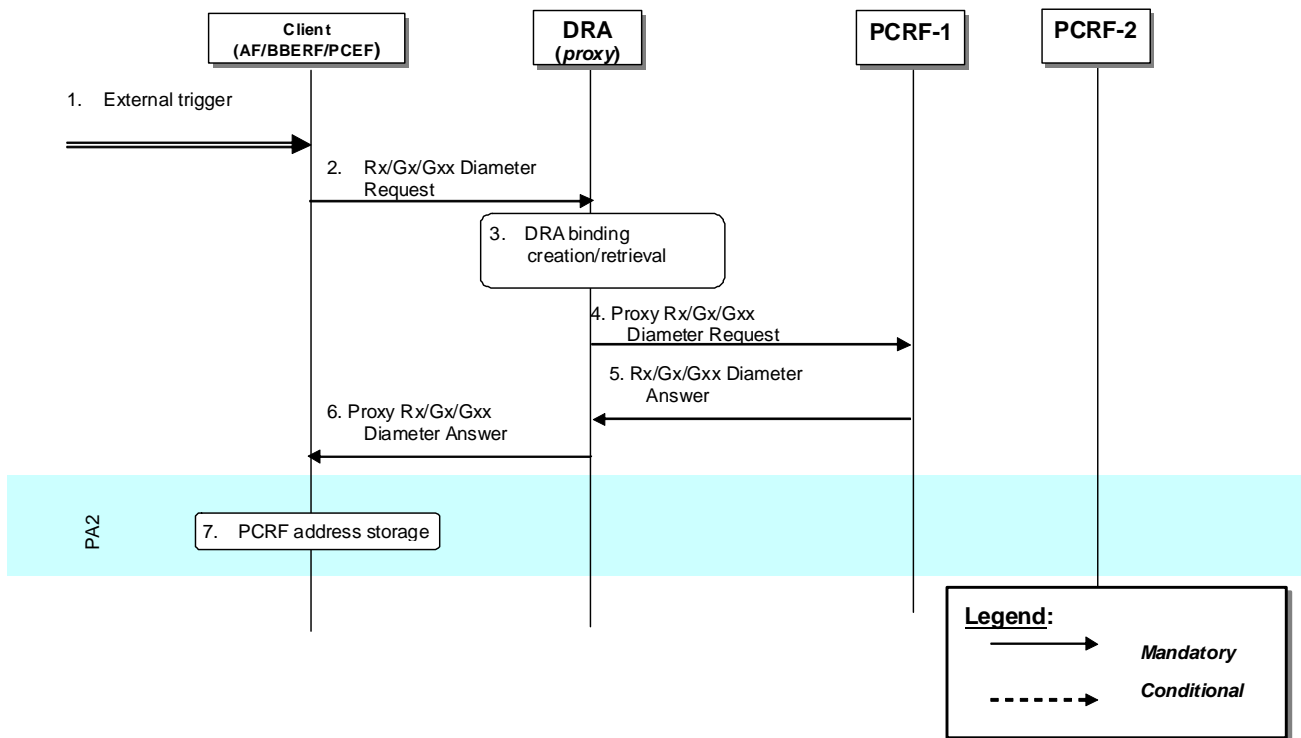 Client
(AF/BBERF/PCEF)
DRA
(proxy)
PCRF-1
PCRF-2
1. External trigger
2. Rx/Gx/Gxx Diameter
Request
3. DRA binding
creation/retrieval
4. Proxy Rx/Gx/Gxx
Diameter Request
5. Rx/Gx/Gxx Diameter
Answer
6. Proxy Rx/Gx/Gxx
Diameter Answer
PA2
7. PCRF address storage
Legend:
Mandatory
Conditional